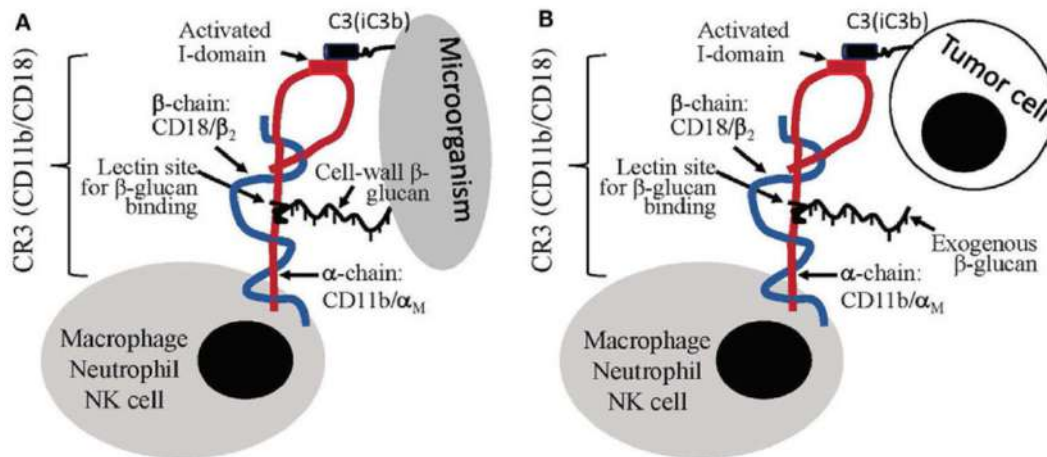 A
C3(iC3b)
Activated
I-domain
Microorganism
CR3 (CD11b/CD18)
β-chain:
CD18/β₂
Lectin site
for β-glucan
binding
Cell-wall β-
glucan
α-chain:
CD11b/αM
Macrophage
Neutrophil
NK cell
B
C3(iC3b)
Activated
I-domain
Tumor cell
CR3 (CD11b/CD18)
β-chain:
CD18/β₂
Lectin site
for β-glucan
binding
Exogenous
β-glucan
α-chain:
CD11b/αM
Macrophage
Neutrophil
NK cell